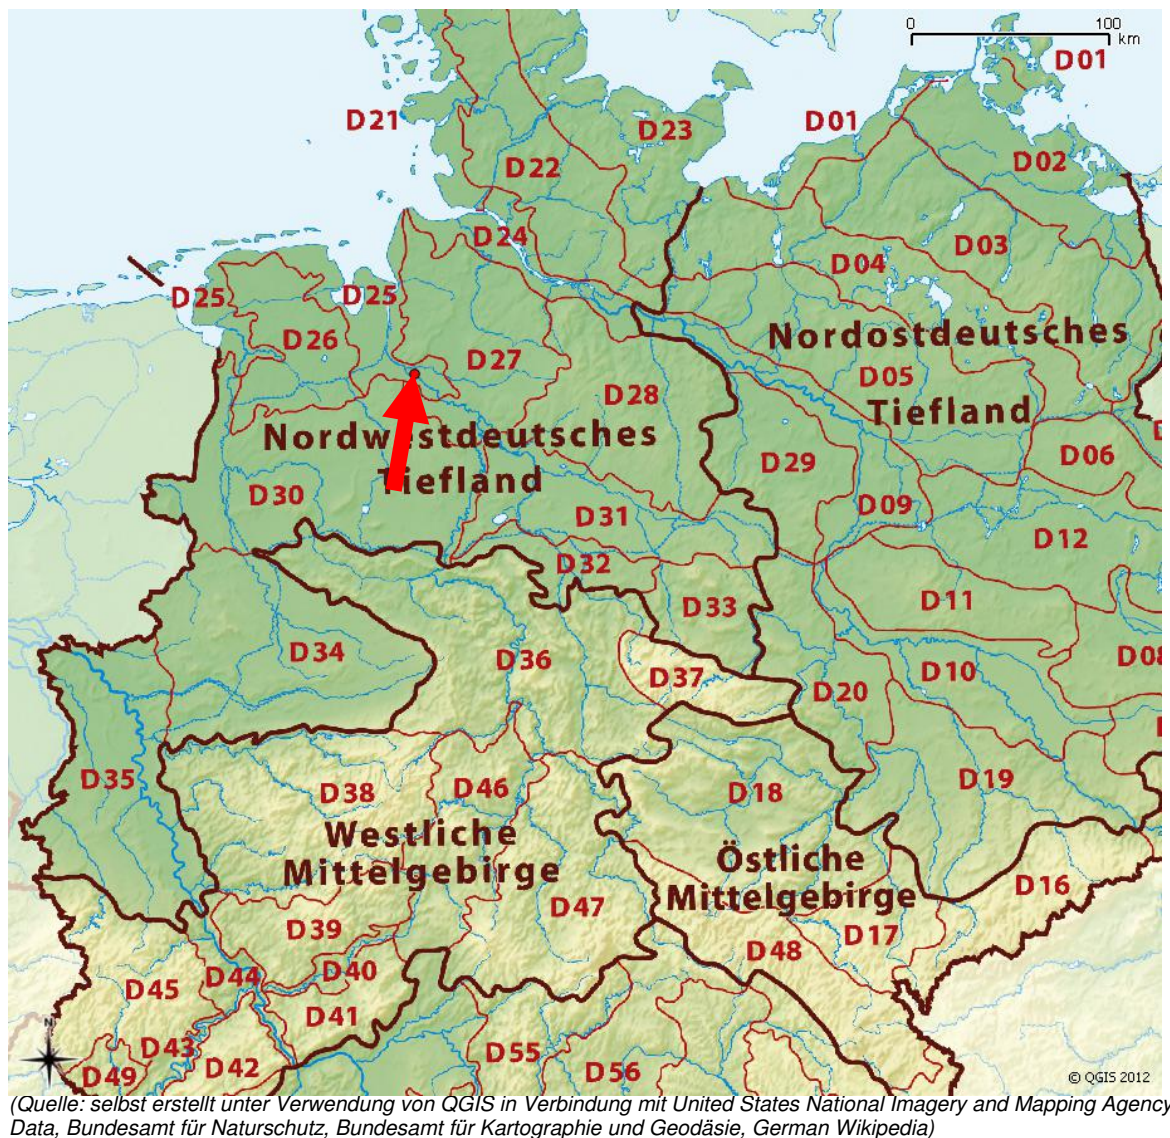 0 100
km
D01
D21
D01
D23
D02
D22
D24
D03
D04
D25
D25
D26
Nordostdeutsches
D27
D05
D28
Tiefland
Nordwestdeutsches
D06
D29
Tiefland
D30
D09
D31
D12
D32
D33
D11
D34
D36
D08
D10
D37
D20
D35
D38
D46
D18
D19
Westliche
Mittelgebirge
Östliche
Mittelgebirge
D16
D47
D39
D17
D48
D40
D44
D45
D41
D43
D55
D42
D56
D49
N
© QGIS 2012
(Quelle: selbst erstellt unter Verwendung von QGIS in Verbindung mit United States National Imagery and Mapping Agency
Data, Bundesamt für Naturschutz, Bundesamt für Kartographie und Geodäsie, German Wikipedia)